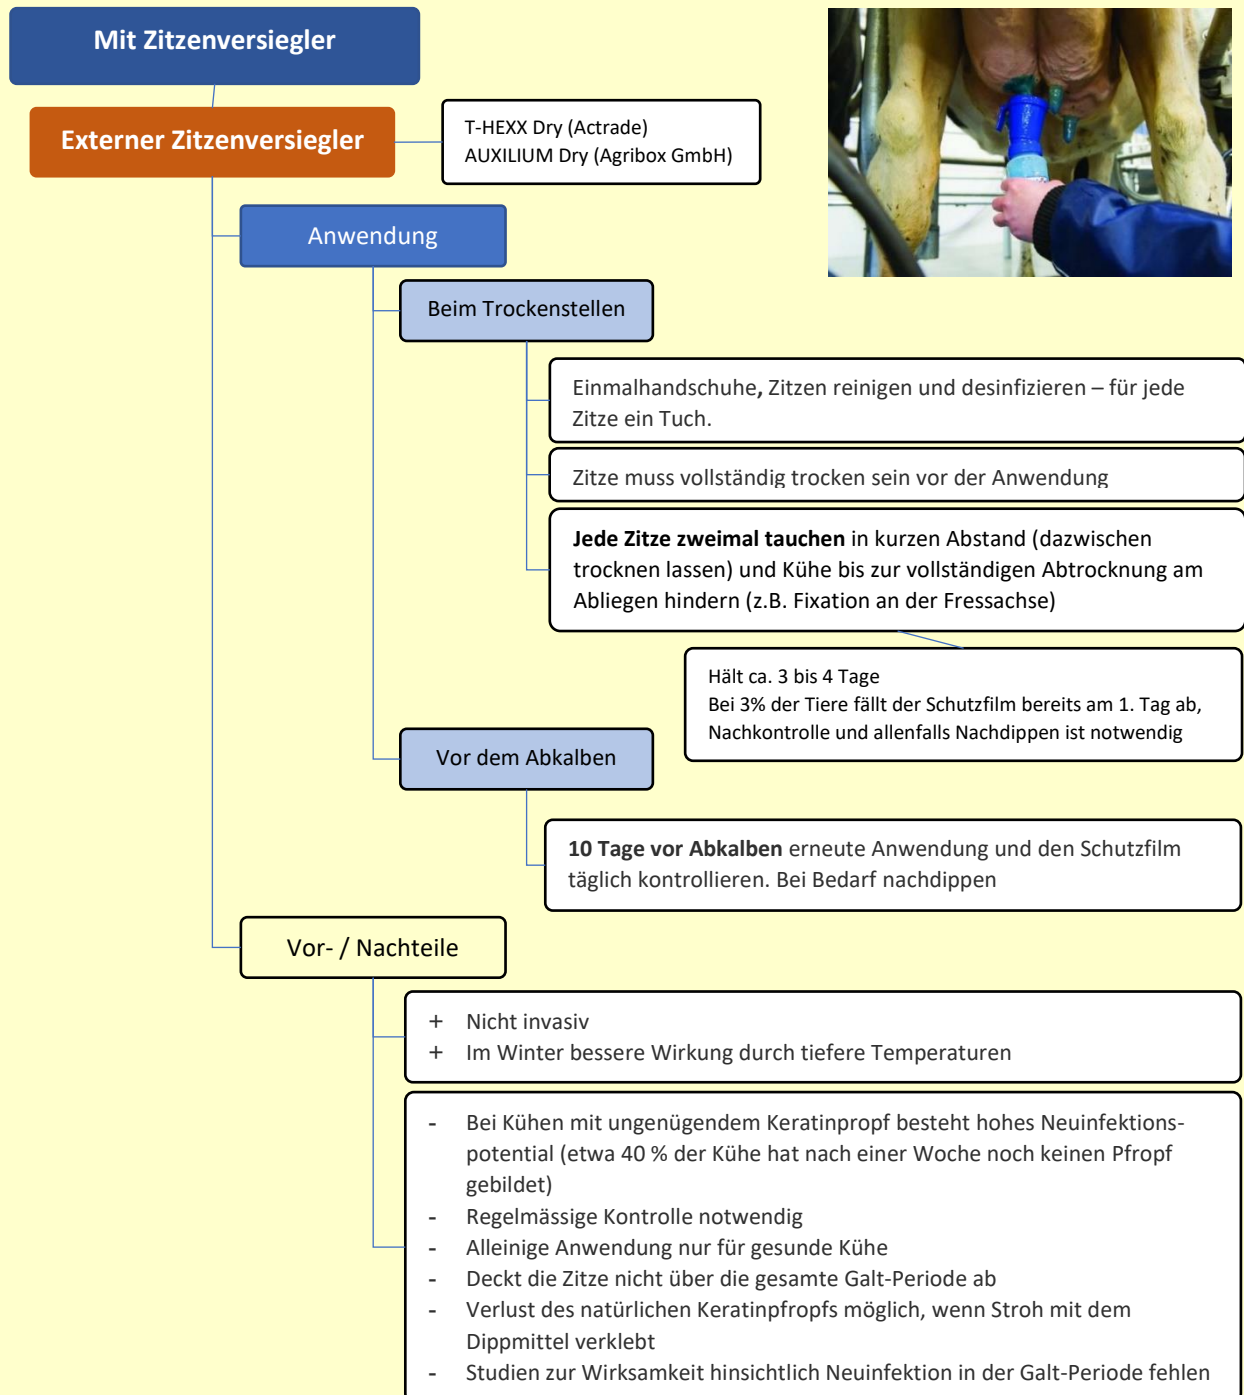 Mit Zitzenversiegler
Externer Zitzenversiegler
T-HEXX Dry (Actrade)
AUXILIUM Dry (Agribox GmbH)
Anwendung
Beim Trockenstellen
Einmalhandschuhe, Zitzen reinigen und desinfizieren – für jede
Zitze ein Tuch.
Zitze muss vollständig trocken sein vor der Anwendung
Jede Zitze zweimal tauchen in kurzen Abstand (dazwischen
trocknen lassen) und Kühe bis zur vollständigen Abtrocknung am
Abliegen hindern (z.B. Fixation an der Fressachse)
Hält ca. 3 bis 4 Tage
Bei 3% der Tiere fällt der Schutzfilm bereits am 1. Tag ab,
Nachkontrolle und allenfalls Nachdippen ist notwendig
Vor dem Abkalben
10 Tage vor Abkalben erneute Anwendung und den Schutzfilm
täglich kontrollieren. Bei Bedarf nachdippen
Vor- / Nachteile
+ Nicht invasiv
+ Im Winter bessere Wirkung durch tiefere Temperaturen
- Bei Kühen mit ungenügendem Keratinpropf besteht hohes Neuinfektions-
potential (etwa 40 % der Kühe hat nach einer Woche noch keinen Pfropf
gebildet)
- Regelmässige Kontrolle notwendig
- Alleinige Anwendung nur für gesunde Kühe
- Deckt die Zitze nicht über die gesamte Galt-Periode ab
- Verlust des natürlichen Keratinpfropfs möglich, wenn Stroh mit dem
Dippmittel verklebt
- Studien zur Wirksamkeit hinsichtlich Neuinfektion in der Galt-Periode fehlen